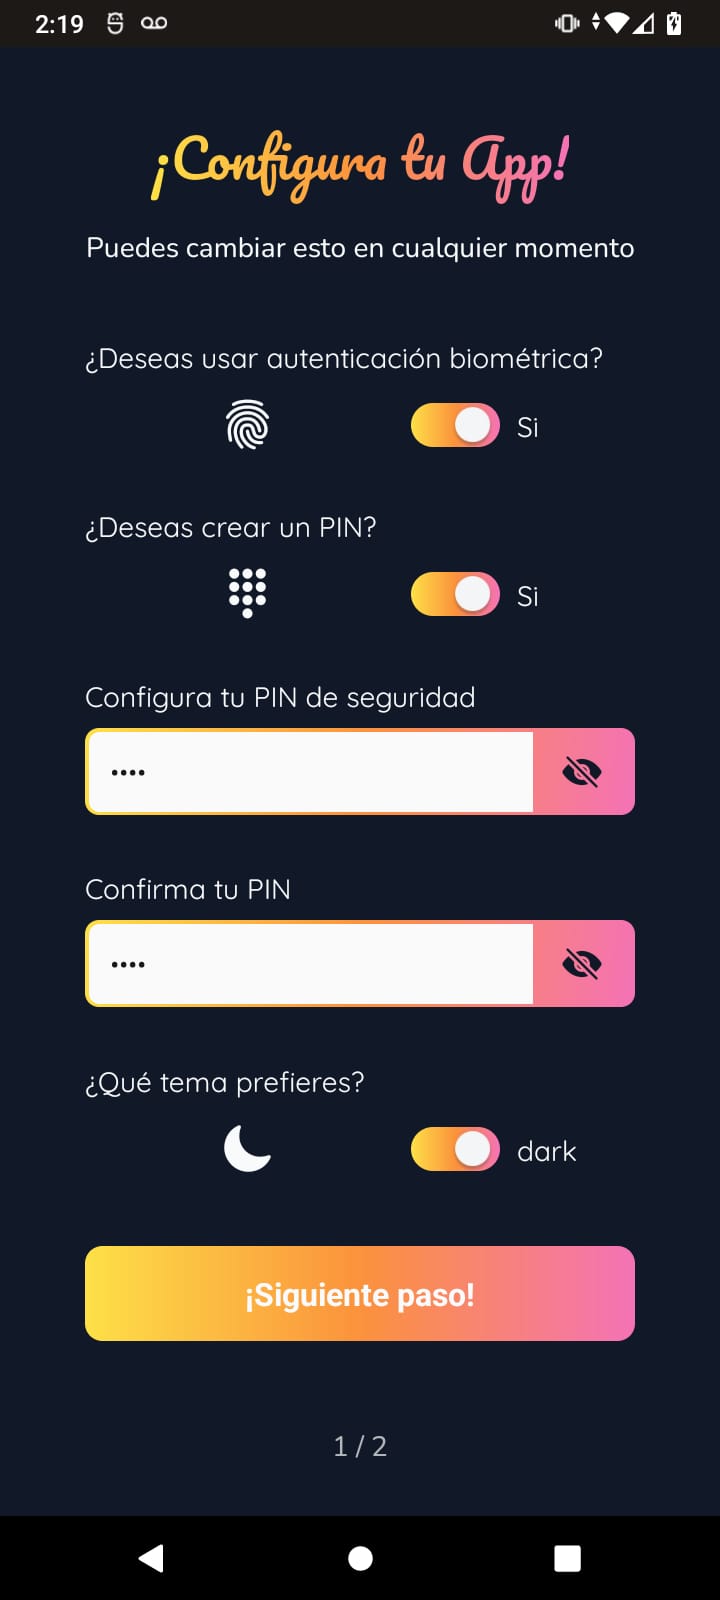 2:19
¡Configura tu App!
Puedes cambiar esto en cualquier momento
¿Deseas usar autenticación biométrica?
Si
¿Deseas crear un PIN?
Si
Configura tu PIN de seguridad
••••
Confirma tu PIN
••••
¿Qué tema prefieres?
dark
¡Siguiente paso!
1 / 2